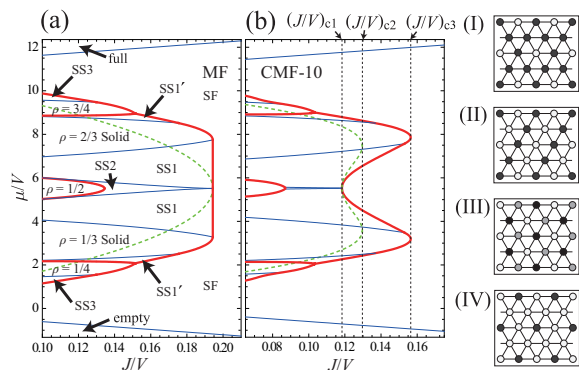 (a)
(b)
(J/V)c1
(J/V)c2
(J/V)c3
(I)
(II)
(III)
(IV)
μ/V
12
10
8
6
4
2
0
full
MF
CMF-10
SS3
SS1′
SF
ρ = 3/4
ρ = 2/3 Solid
SS2
SS1
ρ = 1/2
SS1
ρ = 1/3 Solid
ρ = 1/4
SS3
SS1′
SF
empty
0.10 0.12 0.14 0.16 0.18 0.20
J/V
0.08 0.10 0.12 0.14 0.16
J/V